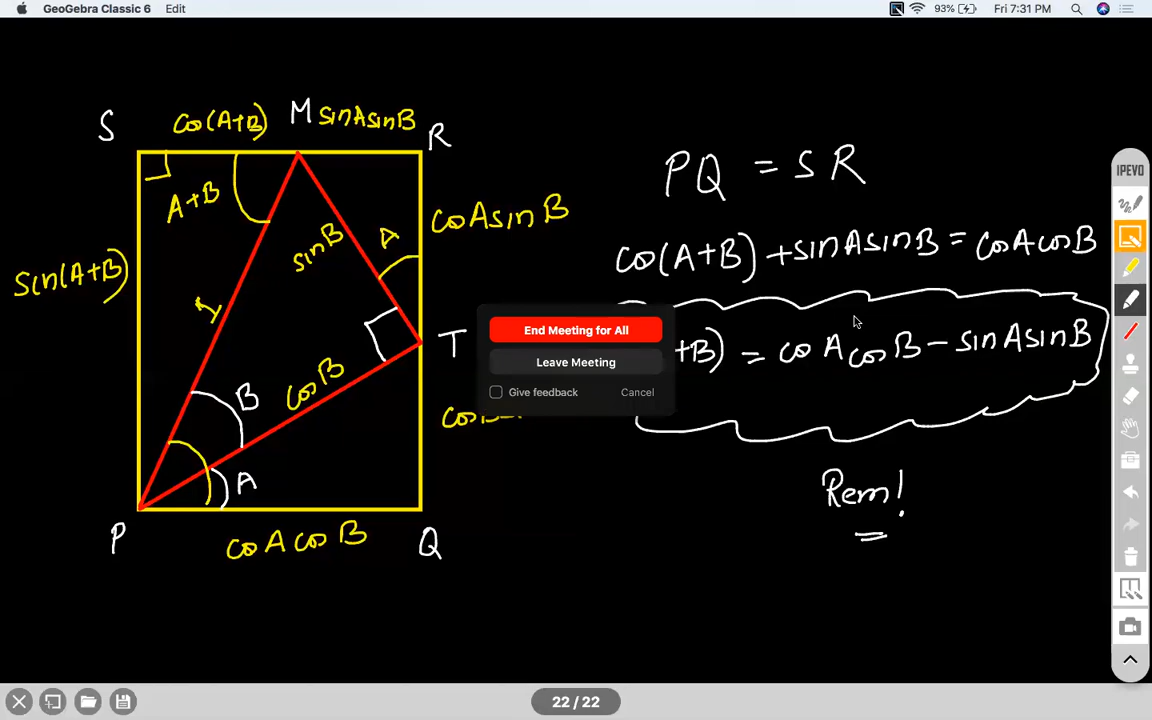 GeoGebra Classic 6 Edit
93% Fri 7:31 PM
S
cos(A+B)
M
sinAsinB
R
A+B
A
sinB
cosAsinB
sin(A+B)
1
T
B
cosB
A
P
cosAcosB
Q
PQ = SR
cos(A+B) + sinAsinB = cosAcosB
+B) = cosAcosB - sinAsinB
Rem!
End Meeting for All
Leave Meeting
Give feedback Cancel
IPEVO
22 / 22